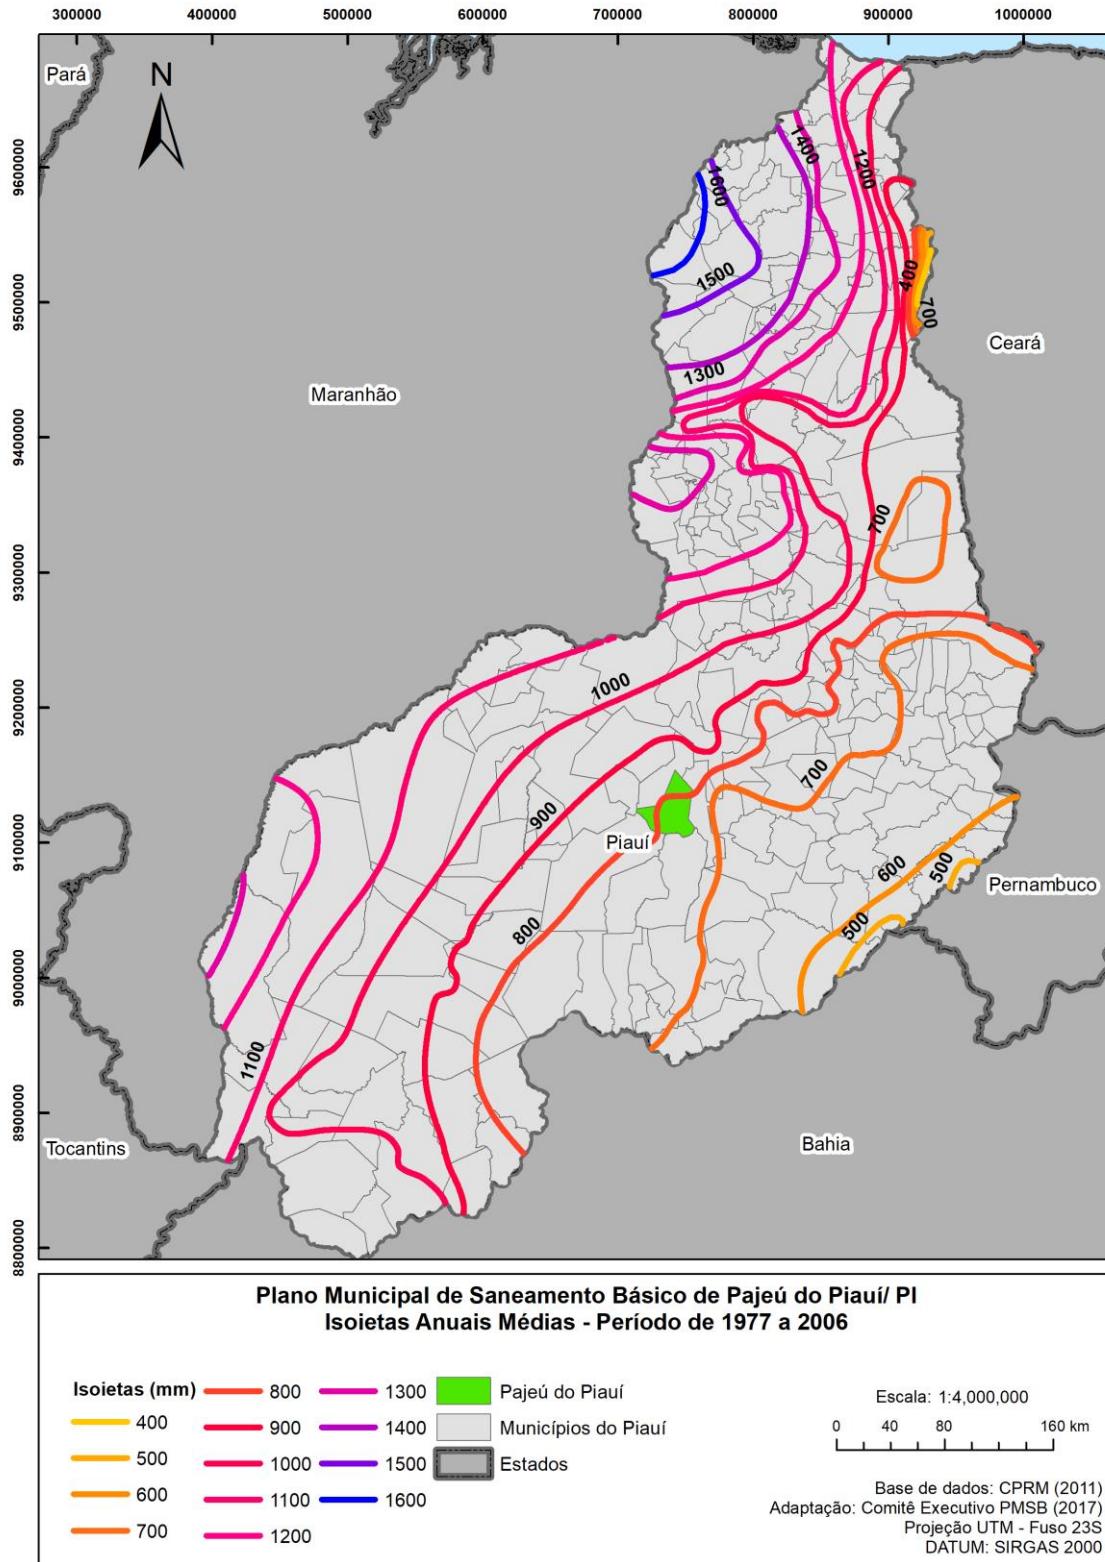 300000 400000 500000 600000 700000 800000 900000 1000000
Pará
N
9600000
9500000
9400000
9300000
9200000
9100000
9000000
8900000
8800000
1400
1200
1600
1500
400
700
1300
Ceará
Maranhão
700
1000
700
900
Piauí
600
500
Pernambuco
800
500
1100
Tocantins
Bahia
Plano Municipal de Saneamento Básico de Pajeú do Piauí/ PI
Isoietas Anuais Médias - Período de 1977 a 2006
Isoietas (mm)
400
500
600
700
800
900
1000
1100
1200
1300
1400
1500
1600
Pajeú do Piauí
Municípios do Piauí
Estados
Escala: 1:4,000,000
0 40 80 160 km
Base de dados: CPRM (2011)
Adaptação: Comitê Executivo PMSB (2017)
Projeção UTM - Fuso 23S
DATUM: SIRGAS 2000